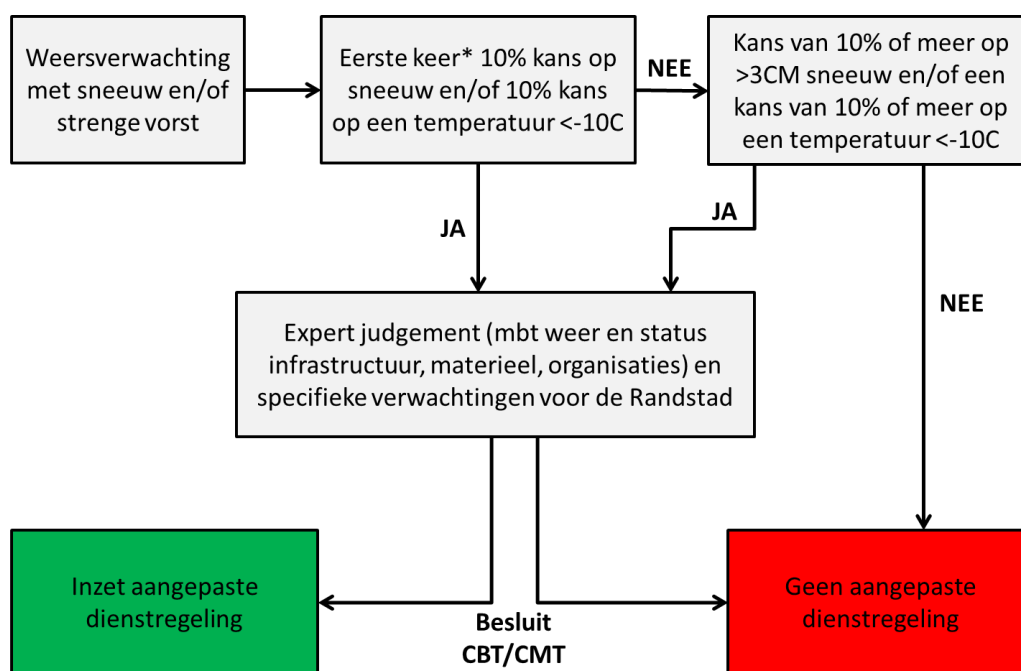 Weersverwachting
met sneeuw en/of
strenge vorst
Eerste keer* 10% kans op
sneeuw en/of 10% kans
op een temperatuur <-10C
NEE
Kans van 10% of meer op
>3CM sneeuw en/of een
kans van 10% of meer op
een temperatuur <-10C
JA
JA
NEE
Expert judgement (mbt weer en status
infrastructuur, materieel, organisaties) en
specifieke verwachtingen voor de Randstad
Inzet aangepaste
dienstregeling
Besluit
CBT/CMT
Geen aangepaste
dienstregeling